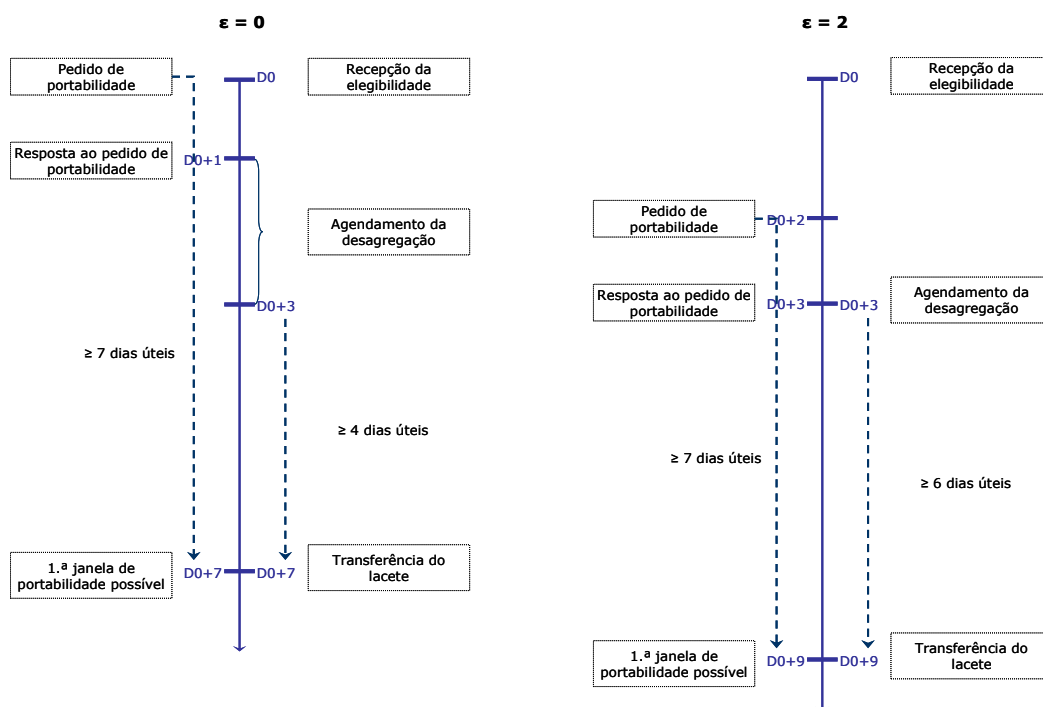 ε = 0
Pedido de
portabilidade
D0
Recepção da
elegibilidade
Resposta ao pedido de
portabilidade
D0+1
Agendamento da
desagregação
D0+3
≥ 7 dias úteis
≥ 4 dias úteis
1.ª janela de
portabilidade possível
D0+7
D0+7
Transferência do
lacete
ε = 2
D0
Recepção da
elegibilidade
Pedido de
portabilidade
D0+2
Resposta ao pedido de
portabilidade
D0+3
D0+3
Agendamento da
desagregação
≥ 7 dias úteis
≥ 6 dias úteis
1.ª janela de
portabilidade possível
D0+9
D0+9
Transferência do
lacete